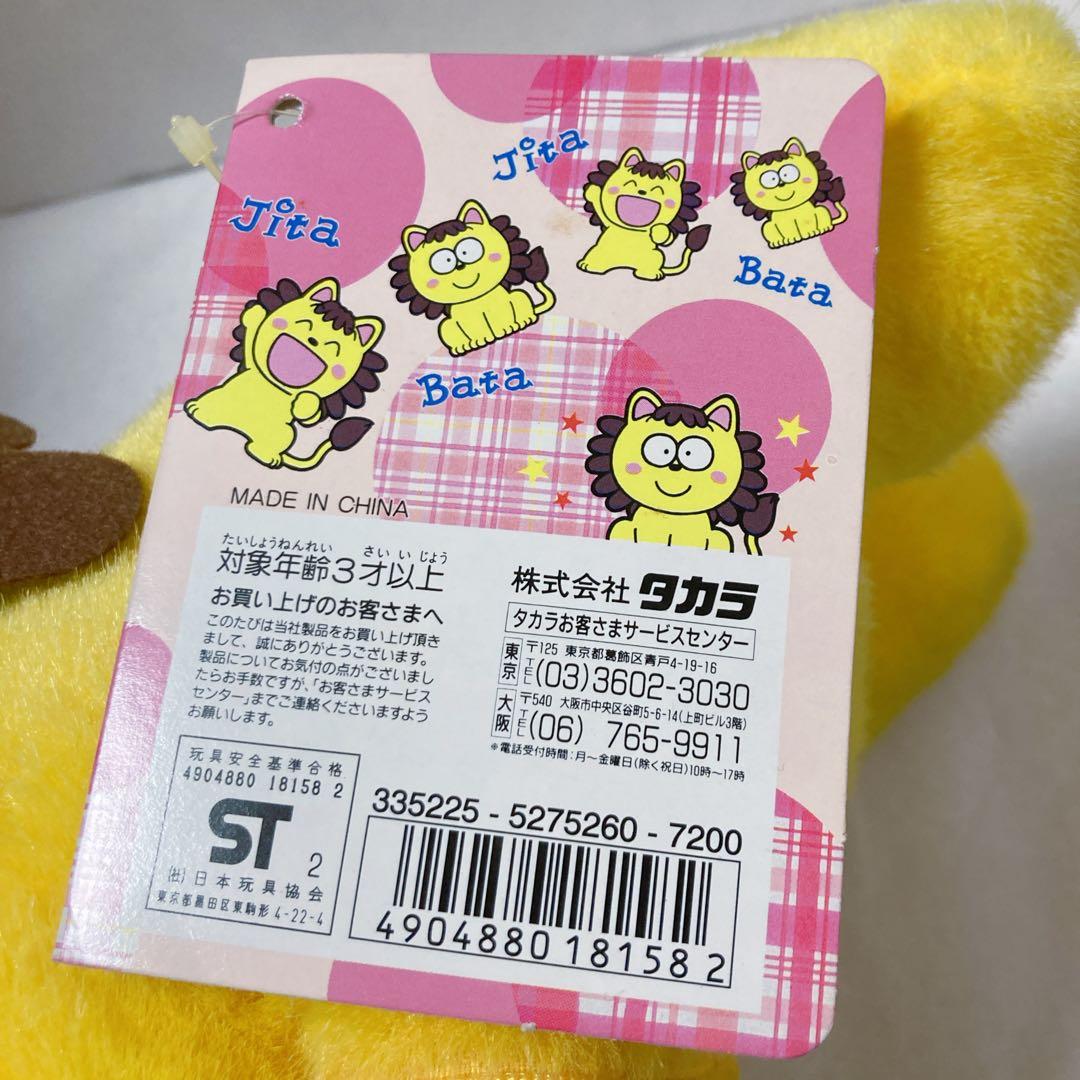 Jita
Jita
Bata
Bata
MADE IN CHINA
たいしょうねんれい さい い じょう
対象年齢3才以上
お買い上げのお客さまへ
このたびは当社製品をお買い上げ頂き
まして、誠にありがとうございます。
製品についてお気付の点がございまし
たらお手数ですが、「お客さまサービス
センター」までご連絡くださいますよう
お願いします。
株式会社 タカラ
タカラお客さまサービスセンター
東京 〒125 東京都葛飾区青戸4-19-16
TEL (03)3602-3030
大阪 〒540 大阪市中央区谷町5-6-14(上町ビル3階)
TEL (06) 765-9911
※電話受付時間:月〜金曜日(除く祝日)10時〜17時
玩具安全基準合格
4904880 18158 2
ST 2
(社)日本玩具協会
東京都墨田区東駒形4-22-4
335225 - 5275260 - 7200
4904880 181582